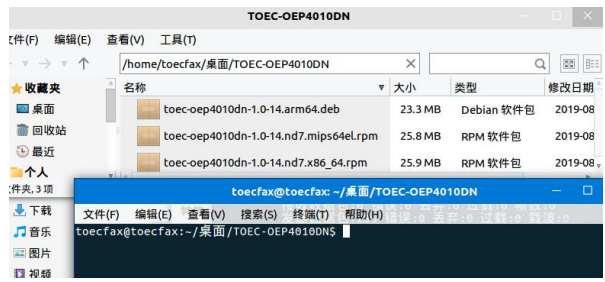 TOEC-OEP4010DN
文件(F) 编辑(E) 查看(V) 工具(T)
/home/toecfax/桌面/TOEC-OEP4010DN
收藏夹
名称 大小 类型 修改日期
桌面
toec-oep4010dn-1.0-14.arm64.deb 23.3 MB Debian 软件包 2019-08
回收站
toec-oep4010dn-1.0-14.nd7.mips64el.rpm 25.8 MB RPM 软件包 2019-08
最近
toec-oep4010dn-1.0-14.nd7.x86_64.rpm 25.9 MB RPM 软件包 2019-08
个人
文件夹, 3 项
toecfax@toecfax: ~/桌面/TOEC-OEP4010DN
下载
文件(F) 编辑(E) 查看(V) 搜索(S) 终端(T) 帮助(H)
音乐
toecfax@toecfax:~/桌面/TOEC-OEP4010DN$
图片
视频